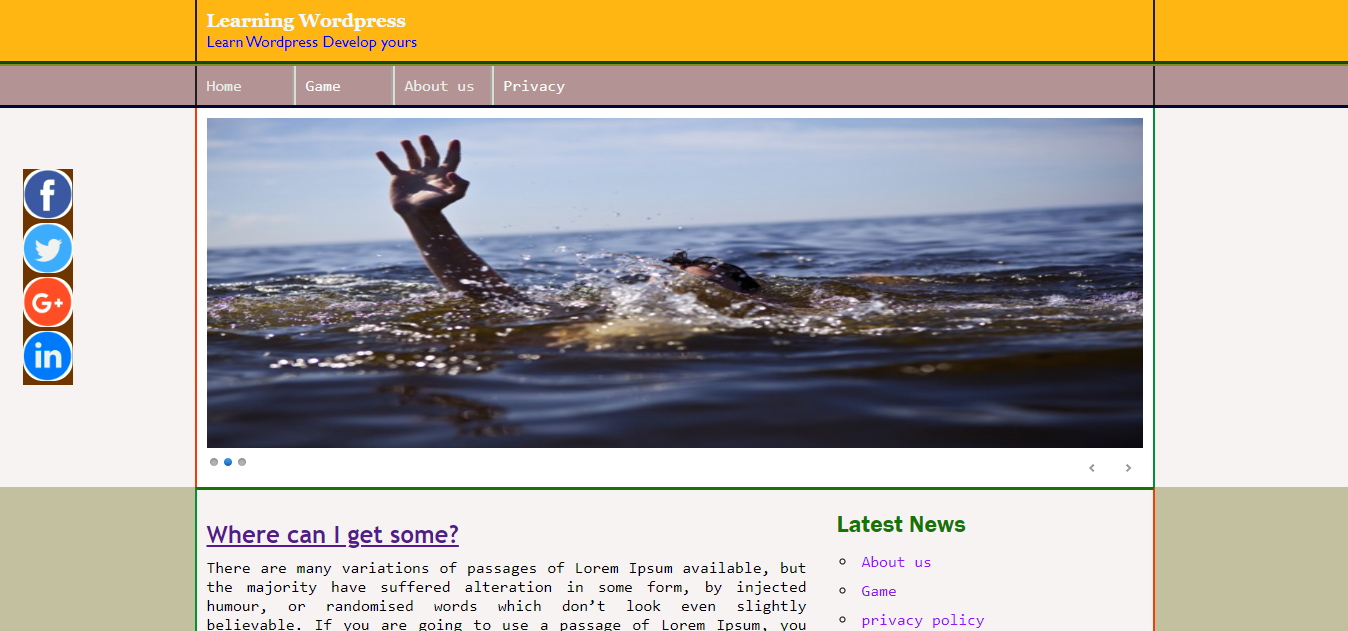 Learning Wordpress
Learn Wordpress Develop yours
Home Game About us Privacy
f
G+
in
Where can I get some?
There are many variations of passages of Lorem Ipsum available, but
the majority have suffered alteration in some form, by injected
humour, or randomised words which don’t look even slightly
believable. If you are going to use a passage of Lorem Ipsum, you
Latest News
About us
Game
privacy policy